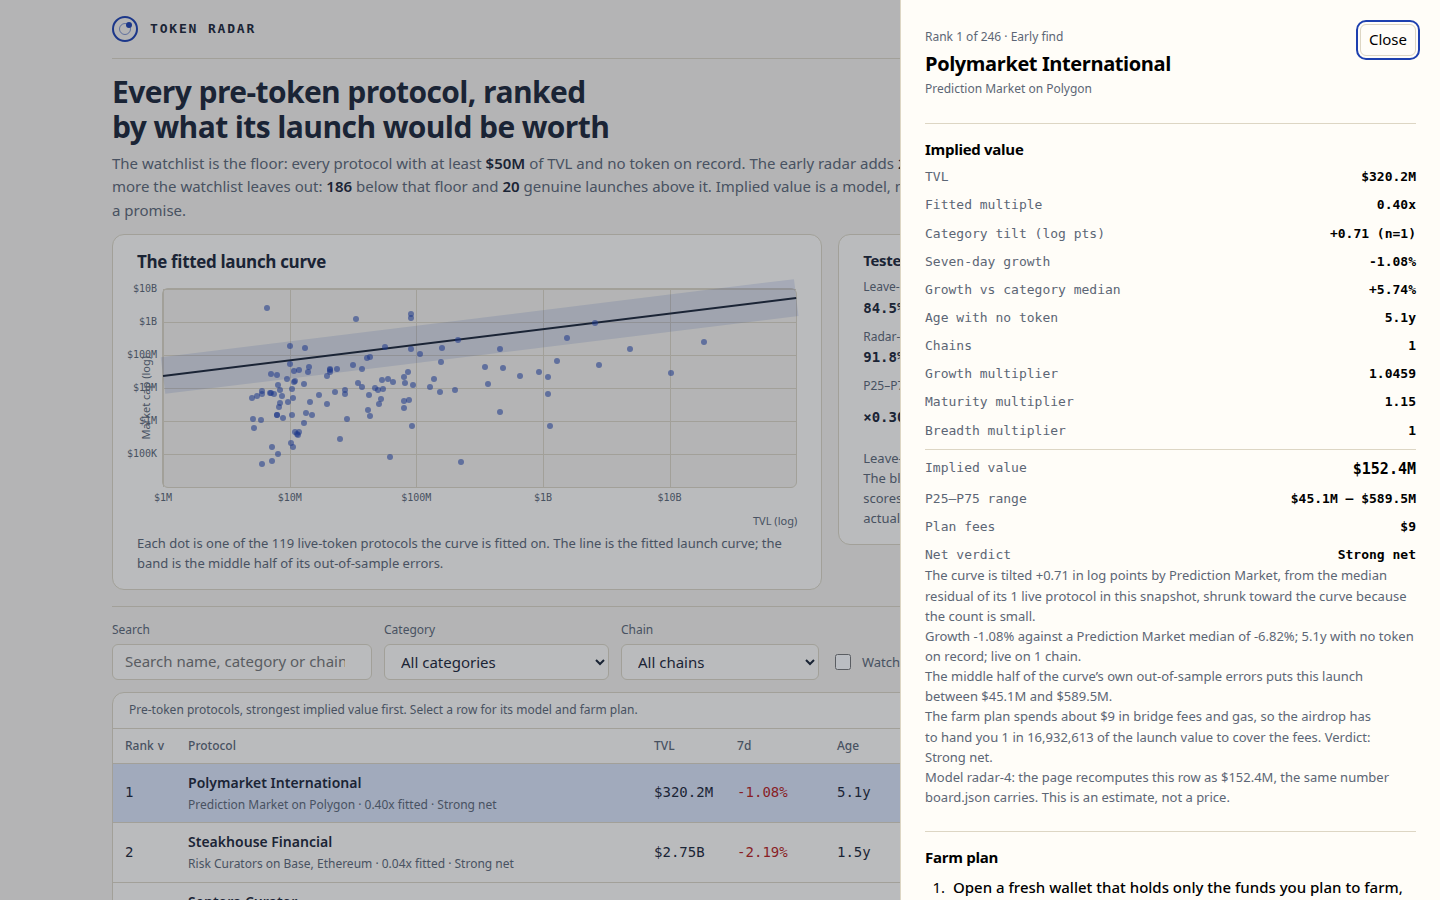 TOKEN RADAR
Every pre-token protocol, ranked
by what its launch would be worth
The watchlist is the floor: every protocol with at least $50M of TVL and no token on record. The early radar adds
more the watchlist leaves out: 186 below that floor and 20 genuine launches above it. Implied value is a model,
a promise.
The fitted launch curve
$10B
$1B
$100M
$10M
$1M
$100K
Market cap (log)
$1M
$10M
$100M
$1B
$10B
TVL (log)
Each dot is one of the 119 live-token protocols the curve is fitted on. The line is the fitted launch curve; the
band is the middle half of its out-of-sample errors.
Teste
Leave-
84.5%
Radar-
91.8%
P25–P7
×0.30
Leave-
The bl
scores
actual
Search
Category
Chain
Search name, category or chain
All categories
All chains
Watch
Pre-token protocols, strongest implied value first. Select a row for its model and farm plan.
Rank v
Protocol
TVL
7d
Age
1
Polymarket International
Prediction Market on Polygon · 0.40x fitted · Strong net
$320.2M
-1.08%
5.1y
2
Steakhouse Financial
Risk Curators on Base, Ethereum · 0.04x fitted · Strong net
$2.75B
-2.19%
1.5y
Rank 1 of 246 · Early find
Close
Polymarket International
Prediction Market on Polygon
Implied value
TVL $320.2M
Fitted multiple 0.40x
Category tilt (log pts) +0.71 (n=1)
Seven-day growth -1.08%
Growth vs category median +5.74%
Age with no token 5.1y
Chains 1
Growth multiplier 1.0459
Maturity multiplier 1.15
Breadth multiplier 1
Implied value $152.4M
P25–P75 range $45.1M – $589.5M
Plan fees $9
Net verdict Strong net
The curve is tilted +0.71 in log points by Prediction Market, from the median
residual of its 1 live protocol in this snapshot, shrunk toward the curve because
the count is small.
Growth -1.08% against a Prediction Market median of -6.82%; 5.1y with no token
on record; live on 1 chain.
The middle half of the curve's own out-of-sample errors puts this launch
between $45.1M and $589.5M.
The farm plan spends about $9 in bridge fees and gas, so the airdrop has
to hand you 1 in 16,932,613 of the launch value to cover the fees. Verdict:
Strong net.
Model radar-4: the page recomputes this row as $152.4M, the same number
board.json carries. This is an estimate, not a price.
Farm plan
1. Open a fresh wallet that holds only the funds you plan to farm,